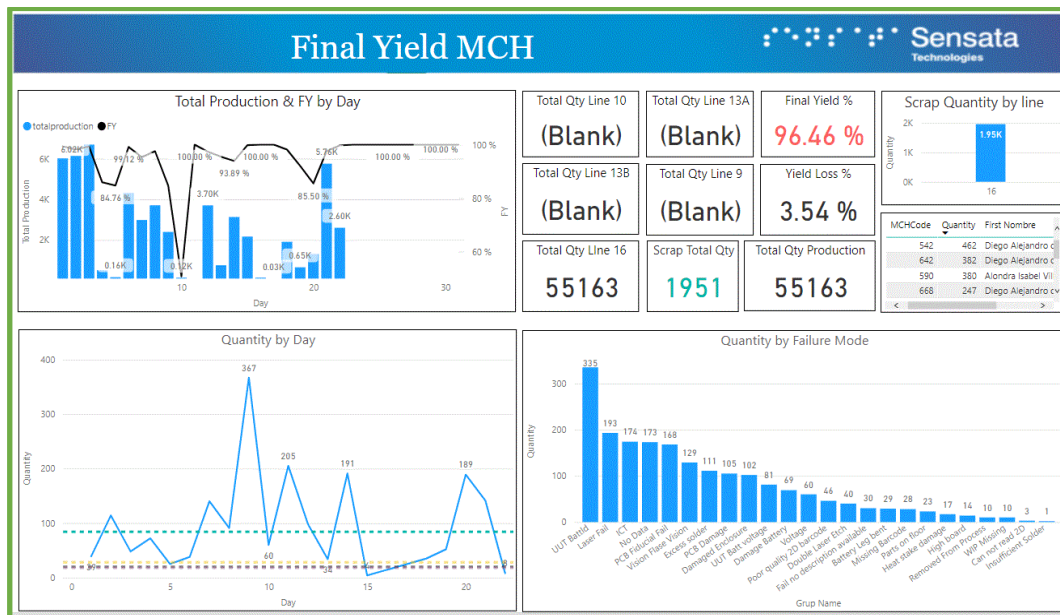 Final Yield MCH
Sensata
Technologies
Total Production & FY by Day
totalproduction FY
6.02K
99.12 %
84.76 %
0.16K
0.12K
100.00 %
3.70K
93.89 %
100.00 %
0.03K
0.65K
85.50 %
5.76K
2.60K
100.00 %
100.00 %
6K
4K
2K
100 %
80 %
60 %
Total Production
FY
10 20 30
Day
Total Qty Line 10
(Blank)
Total Qty Line 13A
(Blank)
Final Yield %
96.46 %
Total Qty Line 13B
(Blank)
Total Qty Line 9
(Blank)
Yield Loss %
3.54 %
Total Qty LIne 16
55163
Scrap Total Qty
1951
Total Qty Production
55163
Scrap Quantity by line
2K
1K
0K
Quantity
1.95K
16
MCHCode Quantity First Nombre
542 462 Diego Alejandro
642 382 Diego Alejandro
590 380 Alondra Isabel Vil
668 247 Diego Alejandro
Quantity by Day
400
300
200
100
0
Quantity
39
367
60
205
34
191
189
0 5 10 15 20
Day
Quantity by Failure Mode
300
200
100
0
Quantity
335 193 174 173 168 129 111 105 102 81 69 60 46 40 30 29 28 23 17 14 10 10 3 1
UUT BattId
Laser Fail
ICT
No Data
PCB Fiducial Fail
Vision Flase Vision
Excess solder
PCB Damage
Damaged Enclosure
UUT Batt voltage
Damage Battery
Voltage
Poor quality 2D barcode
Double Laser Etch
Fail no description available
Battery Leg bent
Missing Barcode
Parts on floor
Heat stake damage
High board
Removed From Process
WP Missing
Can not read 2D
Insuficient Solder
Grup Name